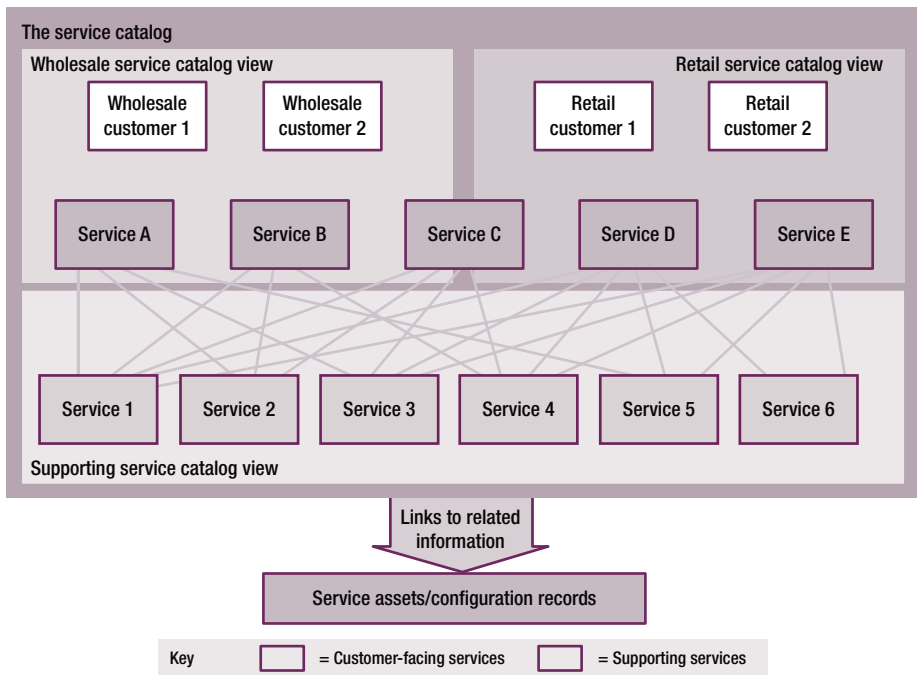 The service catalog
Wholesale service catalog view
Retail service catalog view
Wholesale
customer 1
Wholesale
customer 2
Retail
customer 1
Retail
customer 2
Service A
Service B
Service C
Service D
Service E
Service 1
Service 2
Service 3
Service 4
Service 5
Service 6
Supporting service catalog view
Links to related
information
Service assets/configuration records
Key
= Customer-facing services
= Supporting services